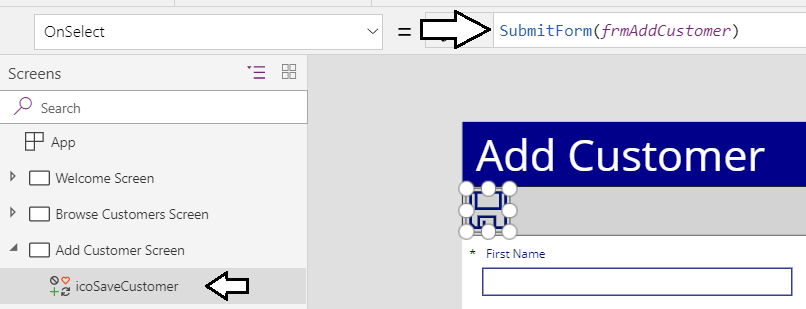 OnSelect
=
SubmitForm(frmAddCustomer)
Screens
Search
App
Welcome Screen
Browse Customers Screen
Add Customer Screen
icoSaveCustomer
Add Customer
* First Name